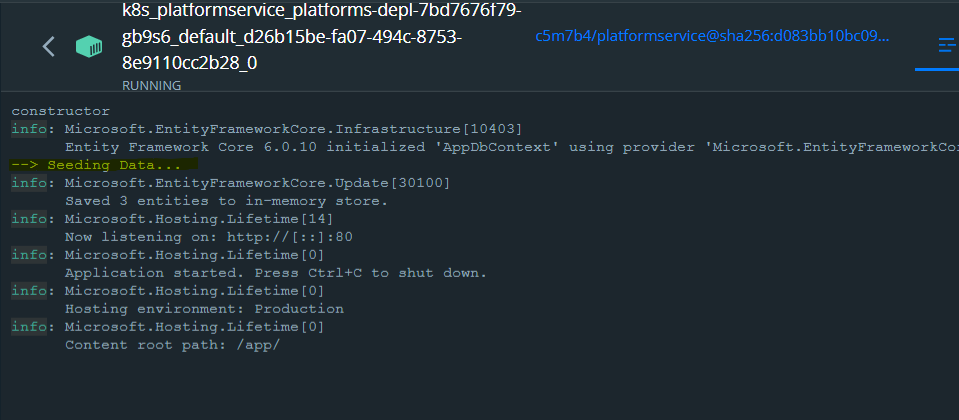 k8s_platformservice_platforms-depl-7bd7676f79-
gb9s6_default_d26b15be-fa07-494c-8753-
8e9110cc2b28_0
RUNNING
c5m7b4/platformservice@sha256:d083bb10bc09...
constructor
info: Microsoft.EntityFrameworkCore.Infrastructure[10403]
Entity Framework Core 6.0.10 initialized 'AppDbContext' using provider 'Microsoft.EntityFrameworkCo
--> Seeding Data...
info: Microsoft.EntityFrameworkCore.Update[30100]
Saved 3 entities to in-memory store.
info: Microsoft.Hosting.Lifetime[14]
Now listening on: http://[::]:80
info: Microsoft.Hosting.Lifetime[0]
Application started. Press Ctrl+C to shut down.
info: Microsoft.Hosting.Lifetime[0]
Hosting environment: Production
info: Microsoft.Hosting.Lifetime[0]
Content root path: /app/